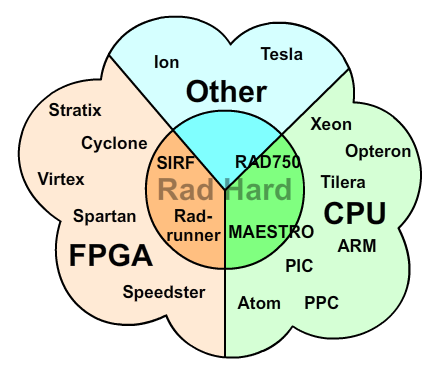 Ion
Tesla
Other
Stratix
Cyclone
Virtex
Spartan
FPGA
Speedster
SIRF
RAD750
Rad Hard
Rad-
runner
MAESTRO
Xeon
Opteron
Tilera
CPU
ARM
PIC
Atom
PPC